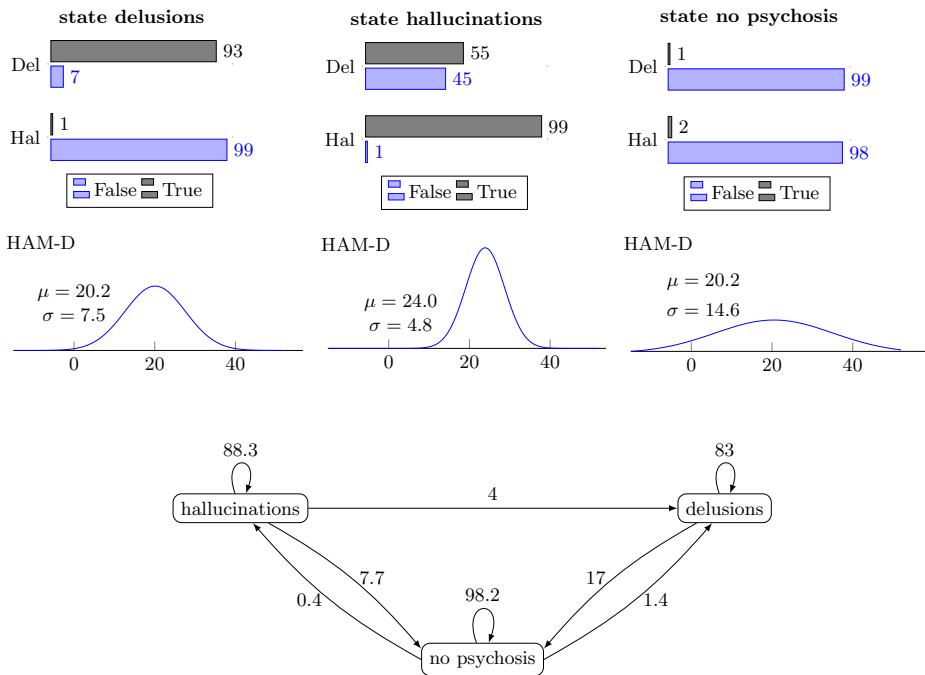 state delusions
Del
93
7
Hal
1
99
False True
HAM-D
μ = 20.2
σ = 7.5
0 20 40
state hallucinations
Del
55
45
Hal
99
1
False True
HAM-D
μ = 24.0
σ = 4.8
0 20 40
state no psychosis
Del
1
99
Hal
2
98
False True
HAM-D
μ = 20.2
σ = 14.6
0 20 40
88.3
83
hallucinations
4
delusions
7.7
17
0.4
98.2
1.4
no psychosis